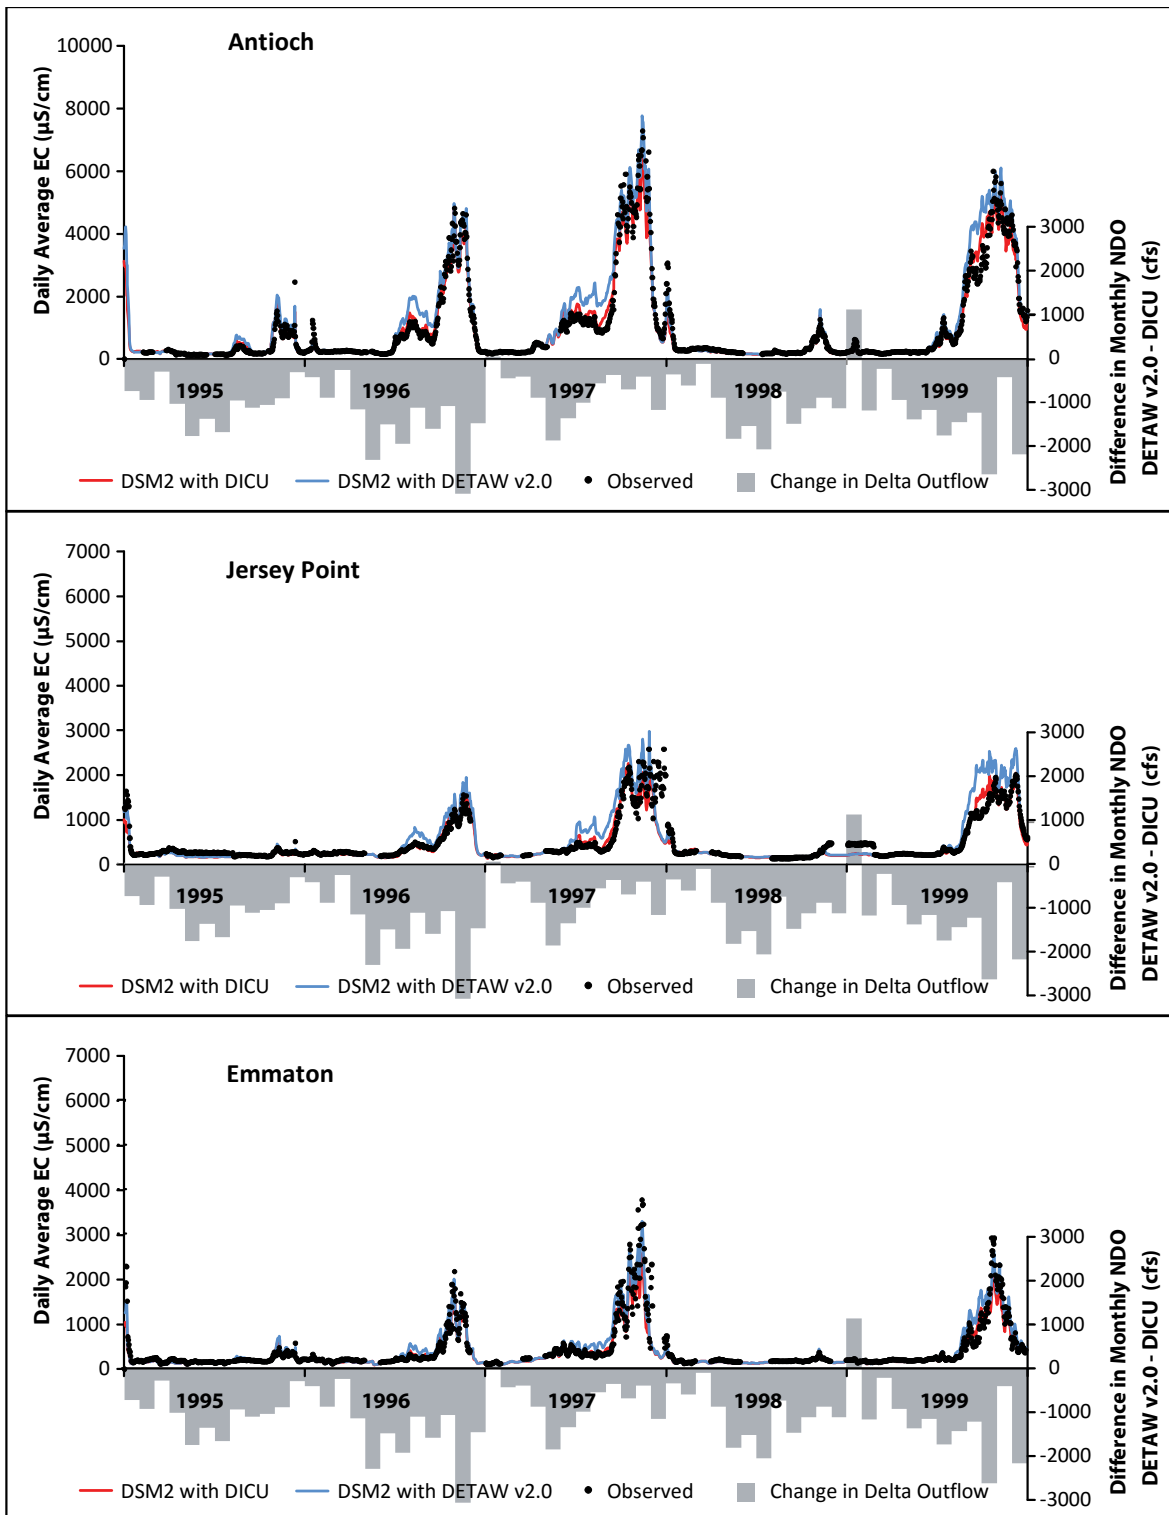 Antioch
Daily Average EC (µS/cm)
10000
8000
6000
4000
2000
0
3000
2000
1000
0
-1000
-2000
-3000
Difference in Monthly NDO
DETAW v2.0 - DICU (cfs)
1995 1996 1997 1998 1999
DSM2 with DICU DSM2 with DETAW v2.0 Observed Change in Delta Outflow
Jersey Point
Daily Average EC (µS/cm)
7000
6000
5000
4000
3000
2000
1000
0
3000
2000
1000
0
-1000
-2000
-3000
Difference in Monthly NDO
DETAW v2.0 - DICU (cfs)
1995 1996 1997 1998 1999
DSM2 with DICU DSM2 with DETAW v2.0 Observed Change in Delta Outflow
Emmaton
Daily Average EC (µS/cm)
7000
6000
5000
4000
3000
2000
1000
0
3000
2000
1000
0
-1000
-2000
-3000
Difference in Monthly NDO
DETAW v2.0 - DICU (cfs)
1995 1996 1997 1998 1999
DSM2 with DICU DSM2 with DETAW v2.0 Observed Change in Delta Outflow